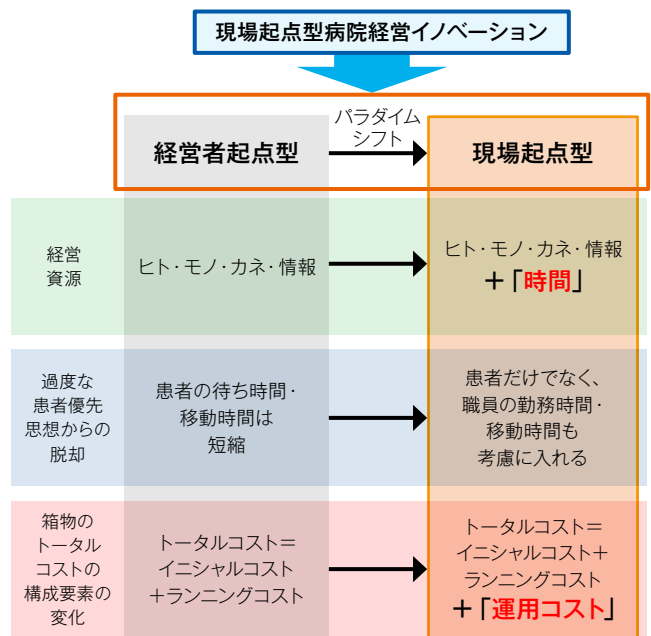 現場起点型病院経営イノベーション
パラダイム
シフト
経営者起点型
現場起点型
経営
資源
ヒト・モノ・カネ・情報
ヒト・モノ・カネ・情報
＋「時間」
過度な
患者優先
思想からの
脱却
患者の待ち時間・
移動時間は
短縮
患者だけでなく、
職員の勤務時間・
移動時間も
考慮に入れる
箱物の
トータル
コストの
構成要素の
変化
トータルコスト＝
イニシャルコスト
＋ランニングコスト
トータルコスト＝
イニシャルコスト＋
ランニングコスト
＋「運用コスト」